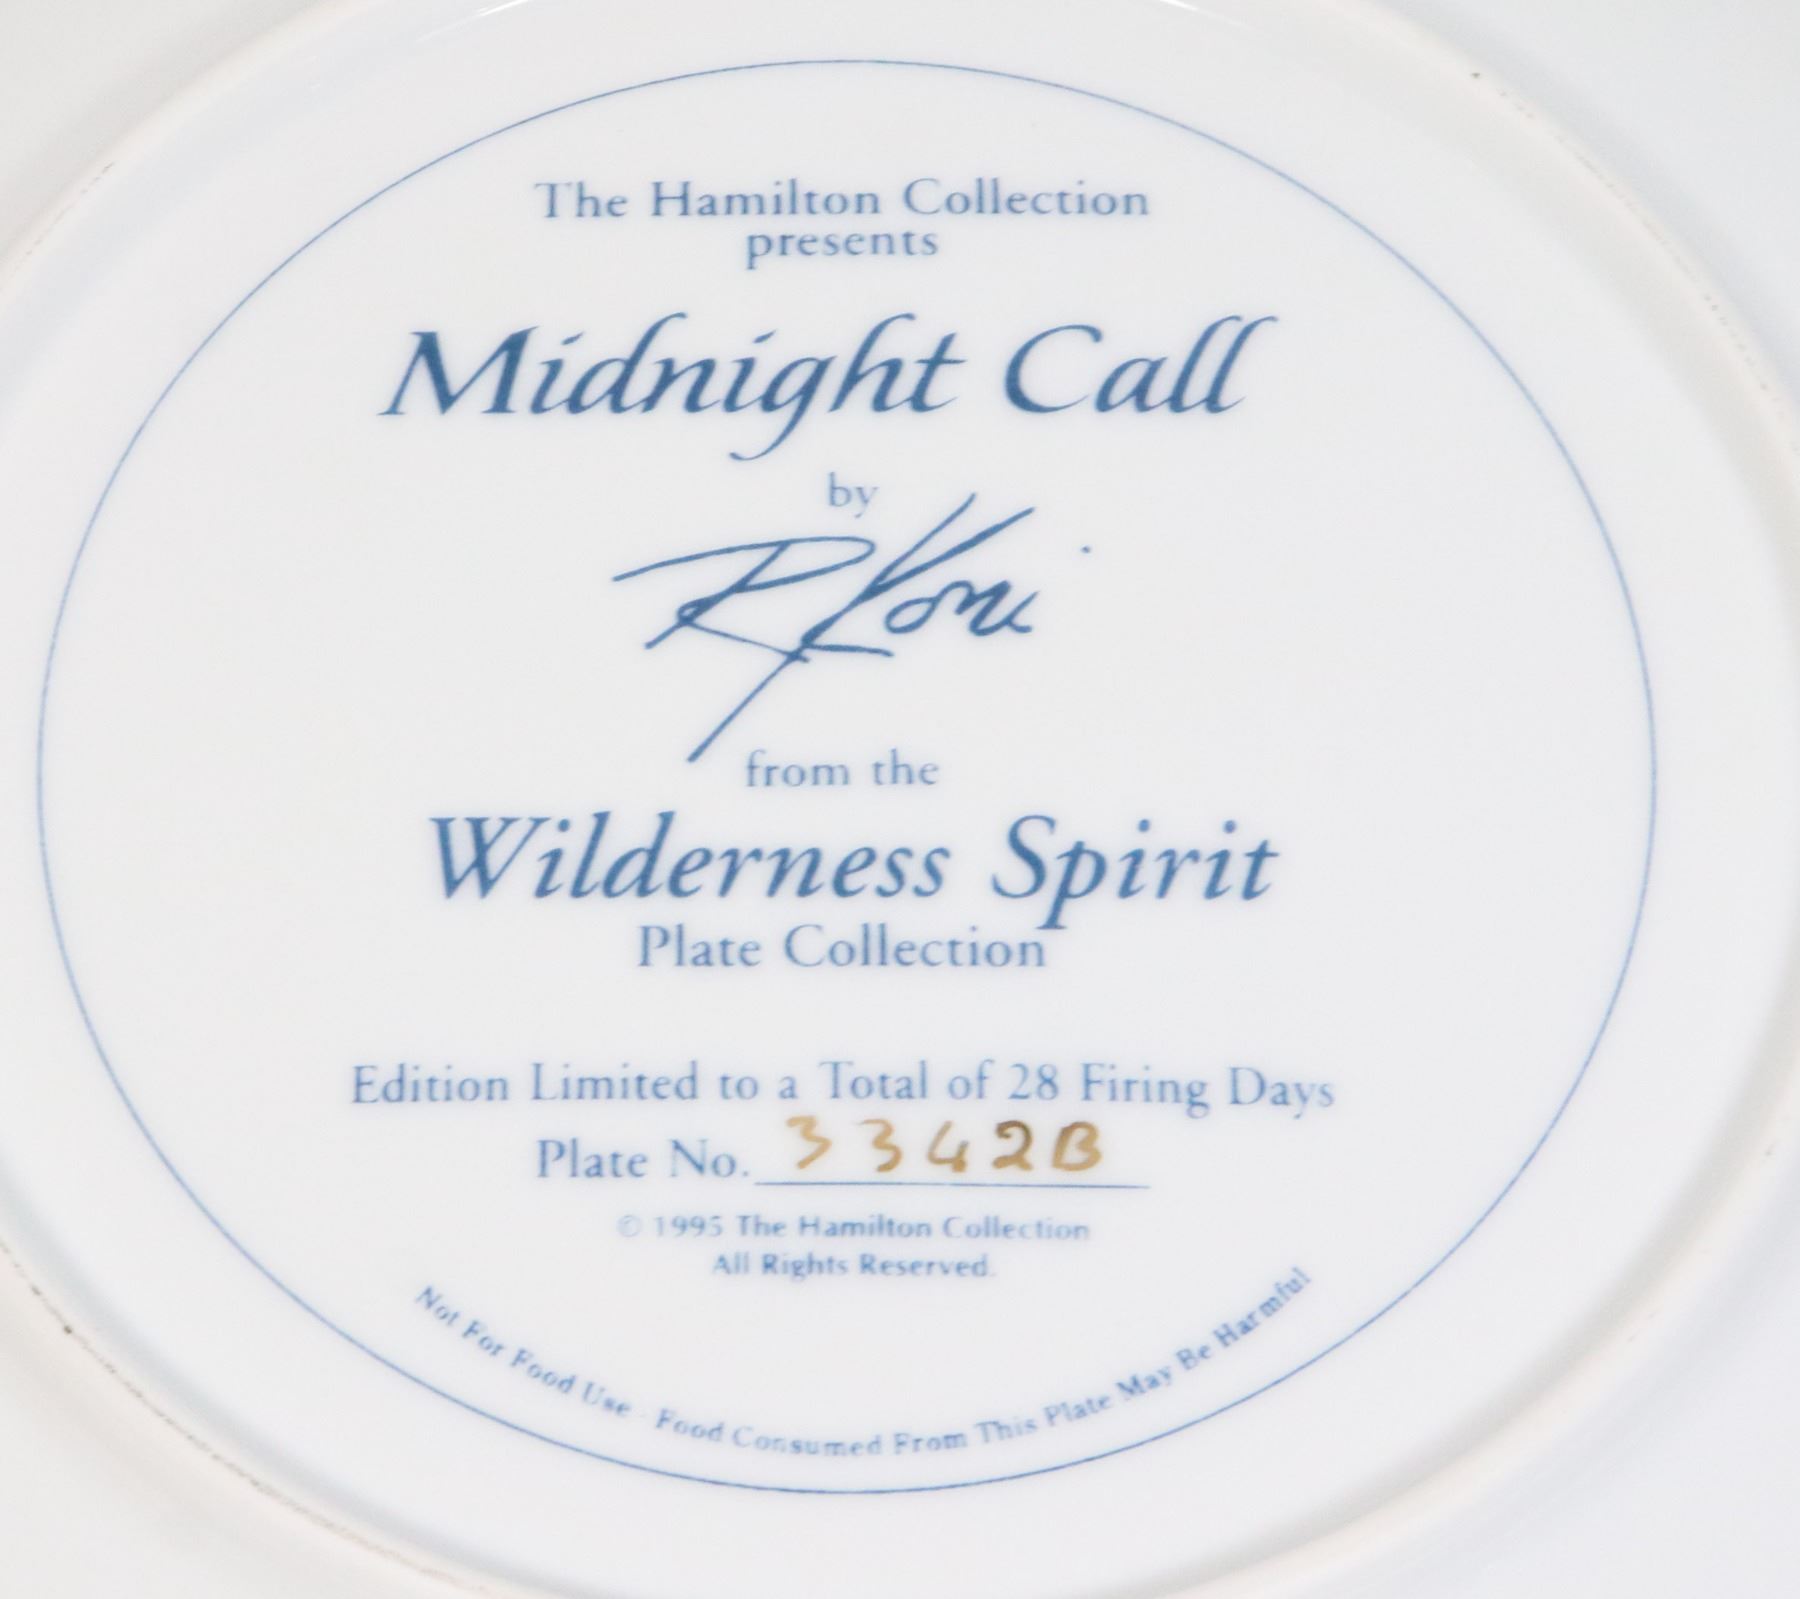 The Hamilton Collection
presents
Midnight Call
by
R Koni
from the
Wilderness Spirit
Plate Collection
Edition Limited to a Total of 28 Firing Days
Plate No. 3342B
© 1995 The Hamilton Collection
All Rights Reserved.
Not For Food Use · Food Consumed From This Plate May Be Harmful